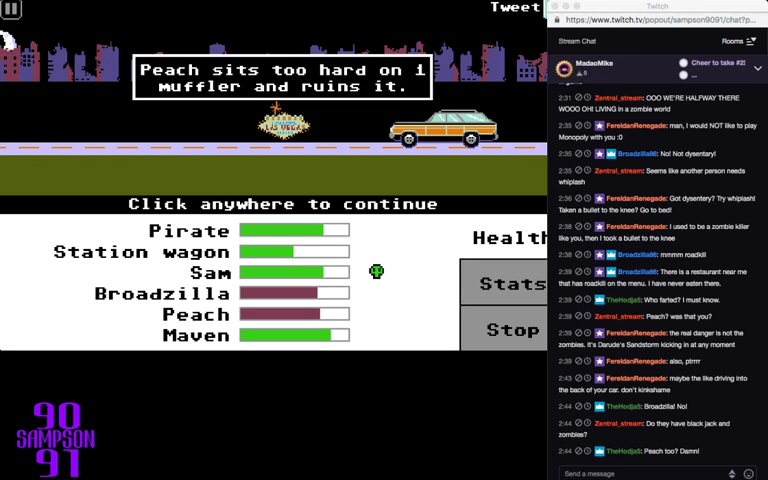 Tweet
Peach sits too hard on 1
muffler and ruins it.
LAS VEGAS
Click anywhere to continue
Pirate
Station wagon
Sam
Broadzilla
Peach
Maven
Health
Stats
Stop
90
SAMPSON
91
Twitch
https://www.twitch.tv/popout/sampson9091/chat?p...
Stream Chat
Rooms
MadaoMike
6
Cheer to take #2!
...
2:31 Zentral_stream: OOO WE'RE HALFWAY THERE
WOOO OH! LIVING in a zombie world
2:35 FereldanRenegade: man, I would NOT like to play
Monopoly with you :0
2:35 Broadzilla86: No! Not dysentary!
2:35 Zentral_stream: Seems like another person needs
whiplash
2:36 FereldanRenegade: Got dysentery? Try whiplash!
Taken a bullet to the knee? Go to bed!
2:38 FereldanRenegade: I used to be a zombie killer
like you, then I took a bullet to the knee
2:38 Broadzilla86: mmmm roadkill
2:39 Broadzilla86: There is a restaurant near me
that has roadkill on the menu. I have never eaten there.
2:39 TheHodja5: Who farted? I must know.
2:39 Zentral_stream: Peach? was that you?
2:39 FereldanRenegade: the real danger is not the
zombies. it's Darude's Sandstorm kicking in at any moment
2:39 FereldanRenegade: also, ptrrrr
2:43 FereldanRenegade: maybe the like driving into
the back of your car. don't kinkshame
2:44 TheHodja5: Broadzilla! No!
2:44 Zentral_stream: Do they have black jack and
zombies?
2:44 TheHodja5: Peach too? Damn!
Send a message